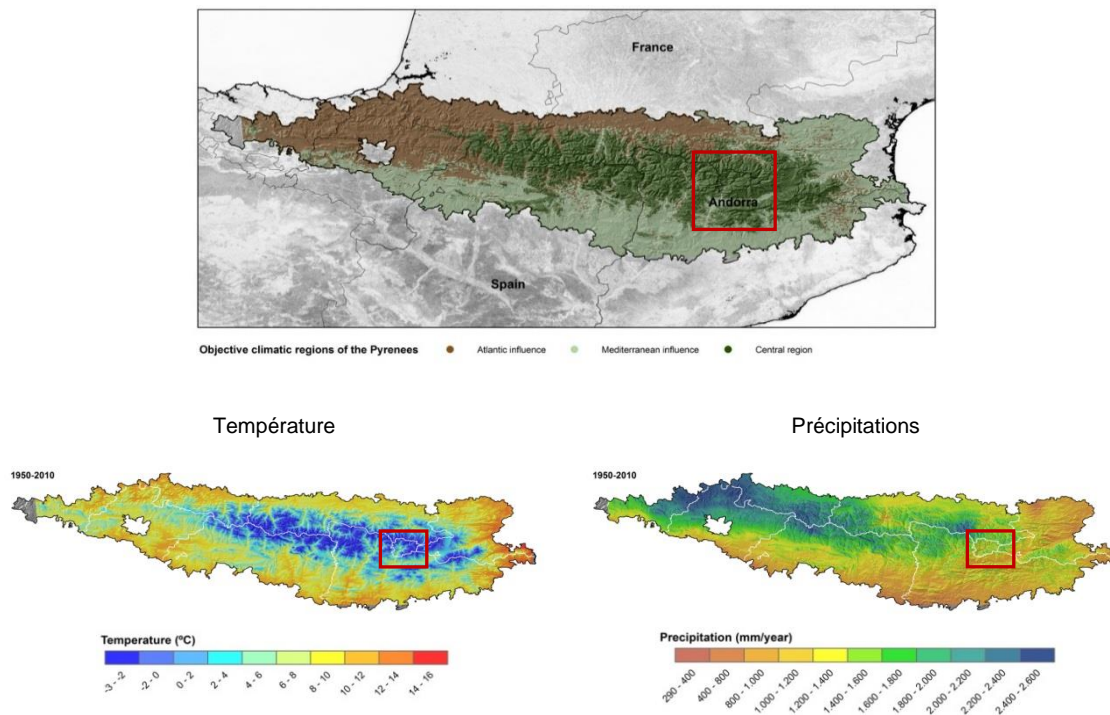 France
Andorra
Spain
Objective climatic regions of the Pyrenees Atlantic influence Mediterranean influence Central region
Température Précipitations
1950-2010 1950-2010
Temperature (ºC)
-3 - -2 -2 - 0 0 - 2 2 - 4 4 - 6 6 - 8 8 - 10 10 - 12 12 - 14 14 - 16
Precipitation (mm/year)
290 - 400 400 - 800 800 - 1.000 1.000 - 1.200 1.200 - 1.400 1.400 - 1.600 1.600 - 1.800 1.800 - 2.000 2.000 - 2.200 2.200 - 2.400 2.400 - 2.600